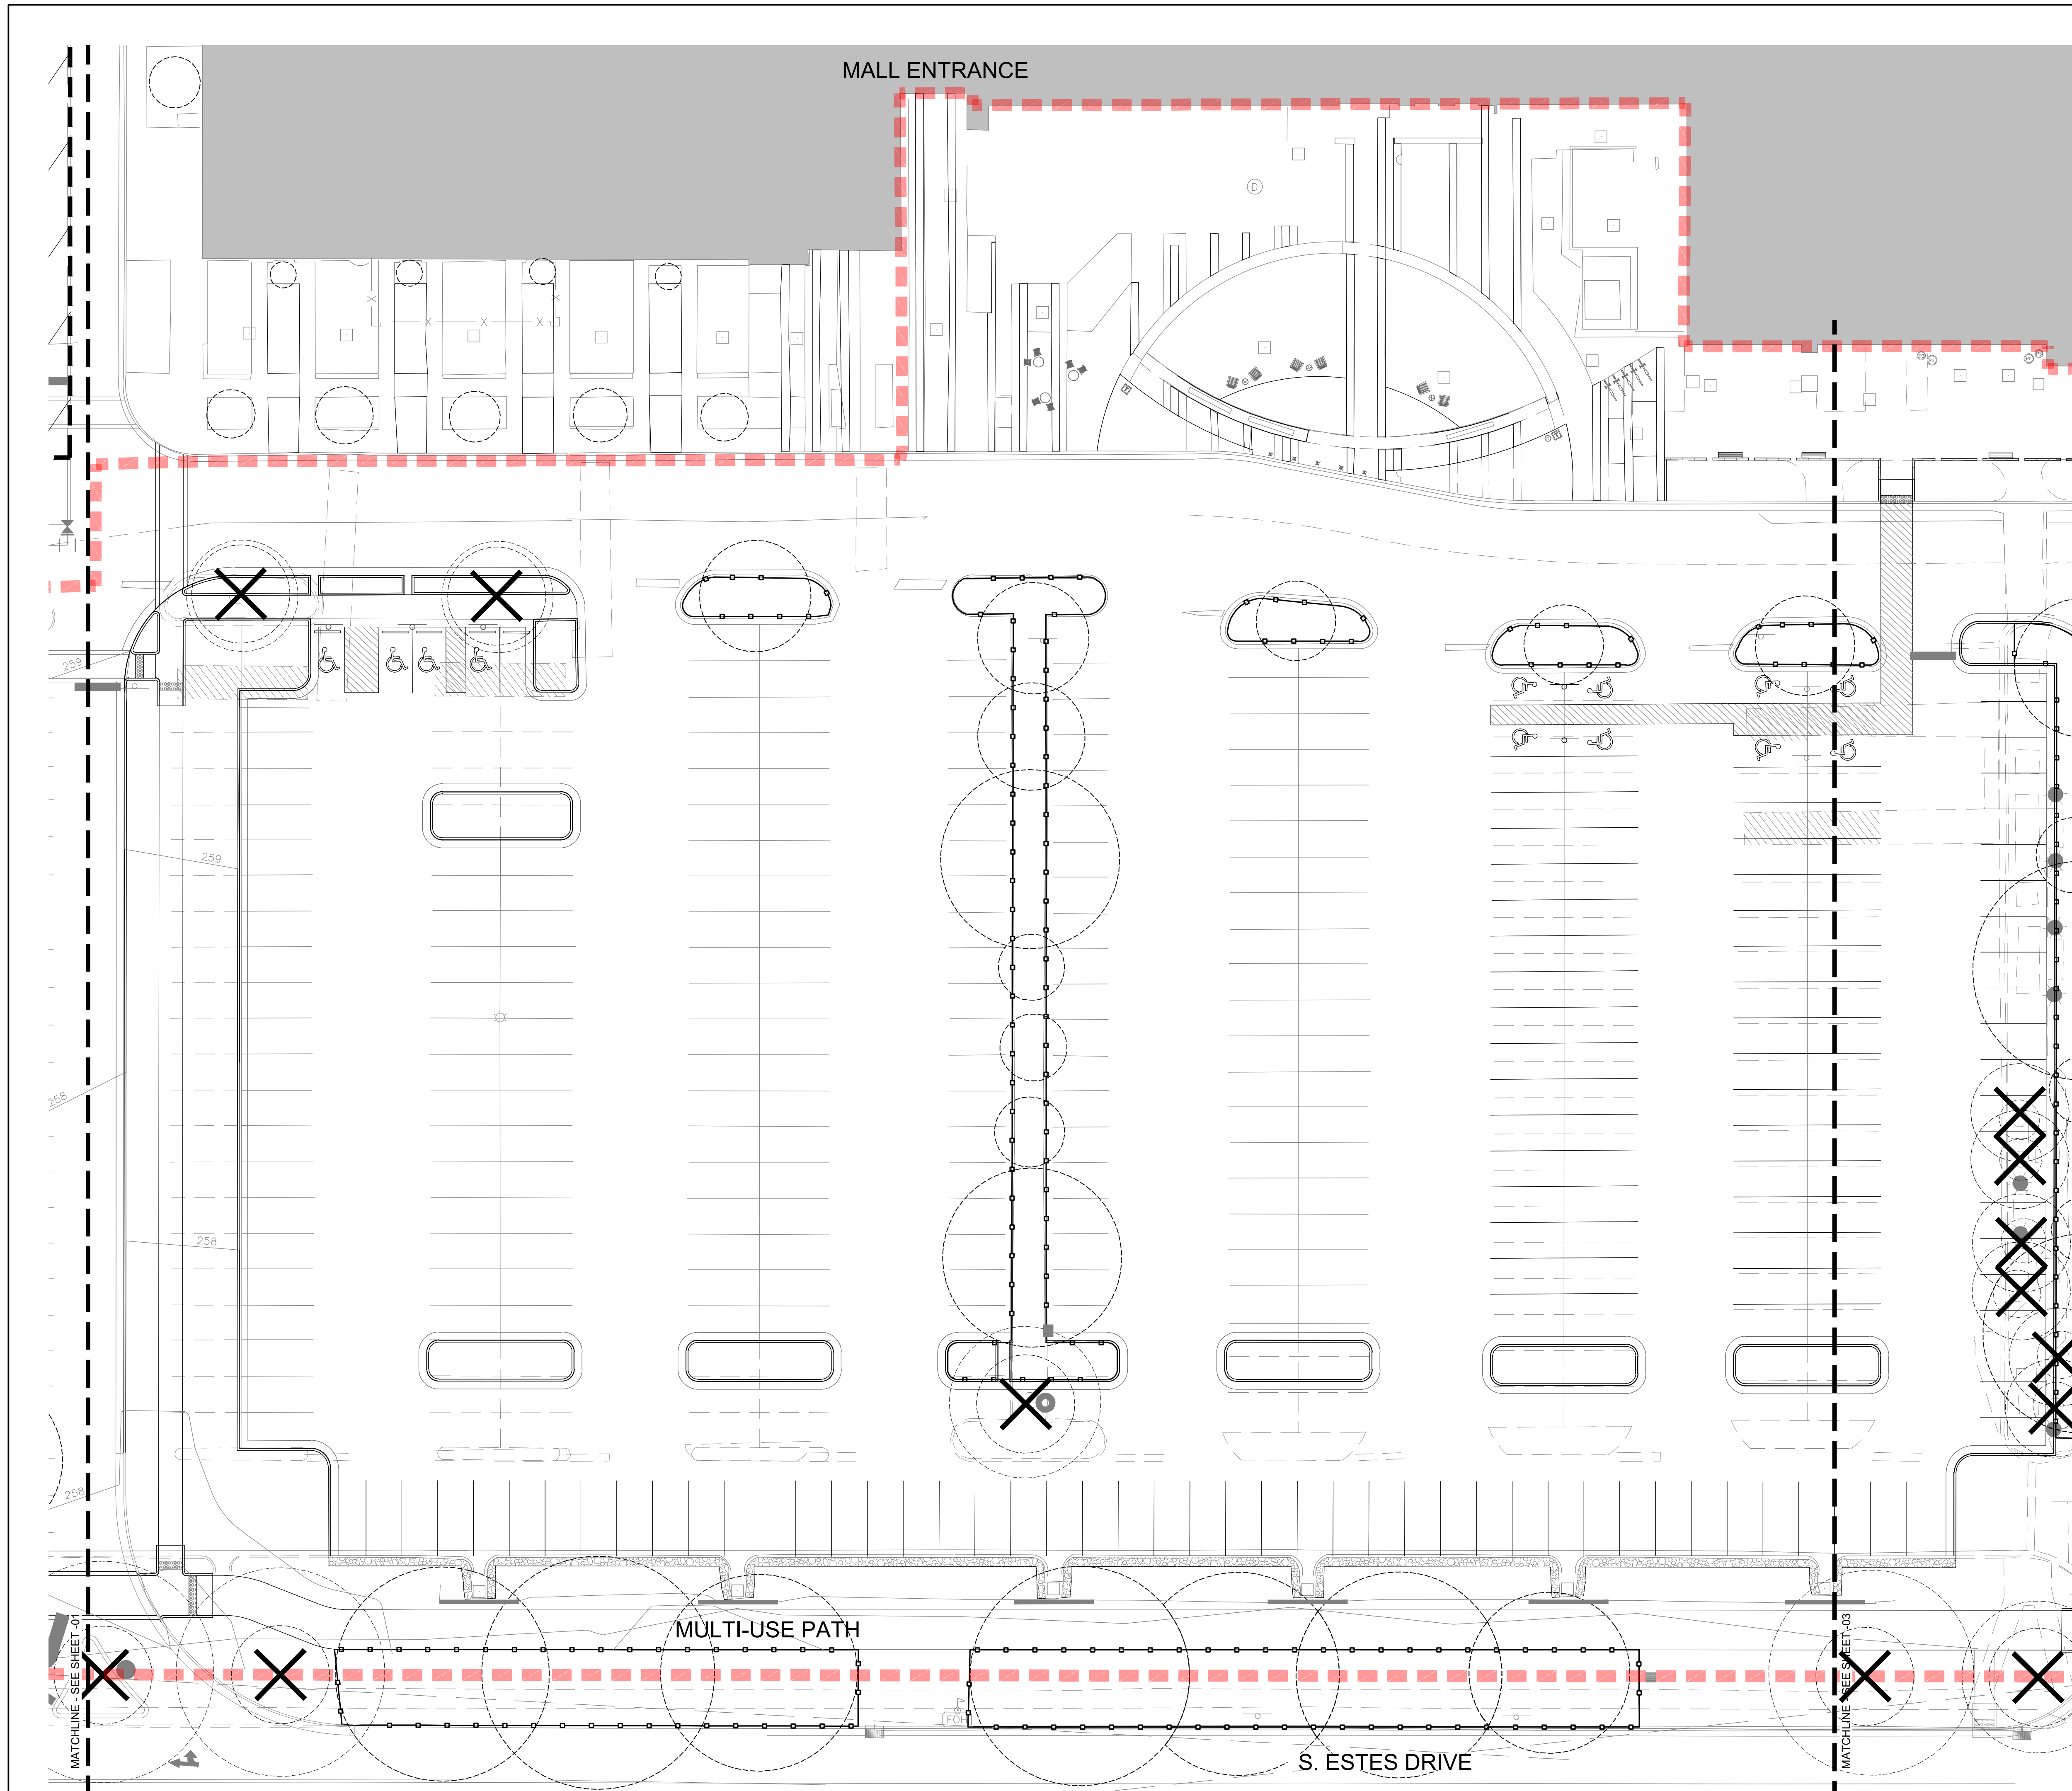 MALL ENTRANCE
D
259
259
258
258
258
MULTI-USE PATH
FOH
S. ESTES DRIVE
MATCHLINE - SEE SHEET -01
MATCHLINE - SEE SHEET -03